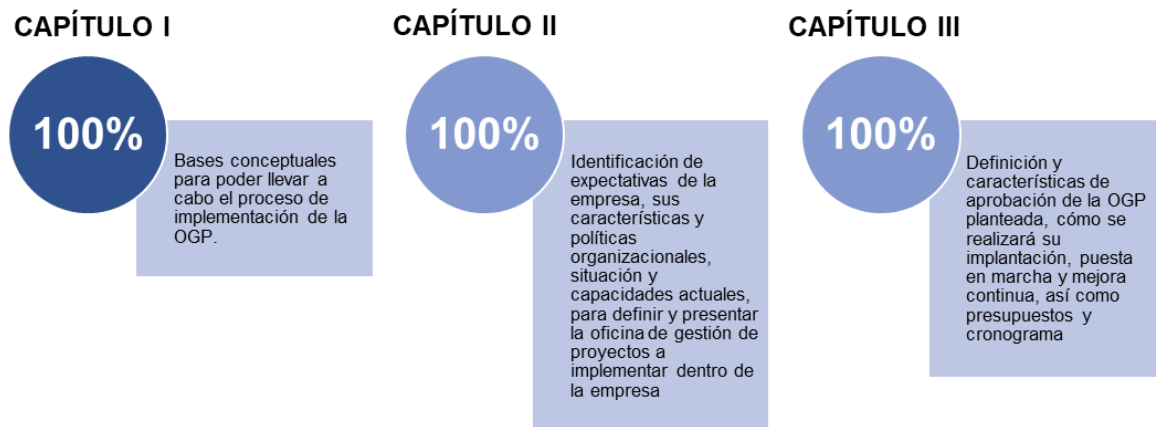 CAPÍTULO I
100%
Bases conceptuales
para poder llevar a
cabo el proceso de
implementación de la
OGP.
CAPÍTULO II
100%
Identificación de
expectativas de la
empresa, sus
características y
políticas
organizacionales,
situación y
capacidades actuales,
para definir y presentar
la oficina de gestión de
proyectos a
implementar dentro de
la empresa
CAPÍTULO III
100%
Definición y
características de
aprobación de la OGP
planteada, cómo se
realizará su
implantación, puesta
en marcha y mejora
continua, así como
presupuestos y
cronograma